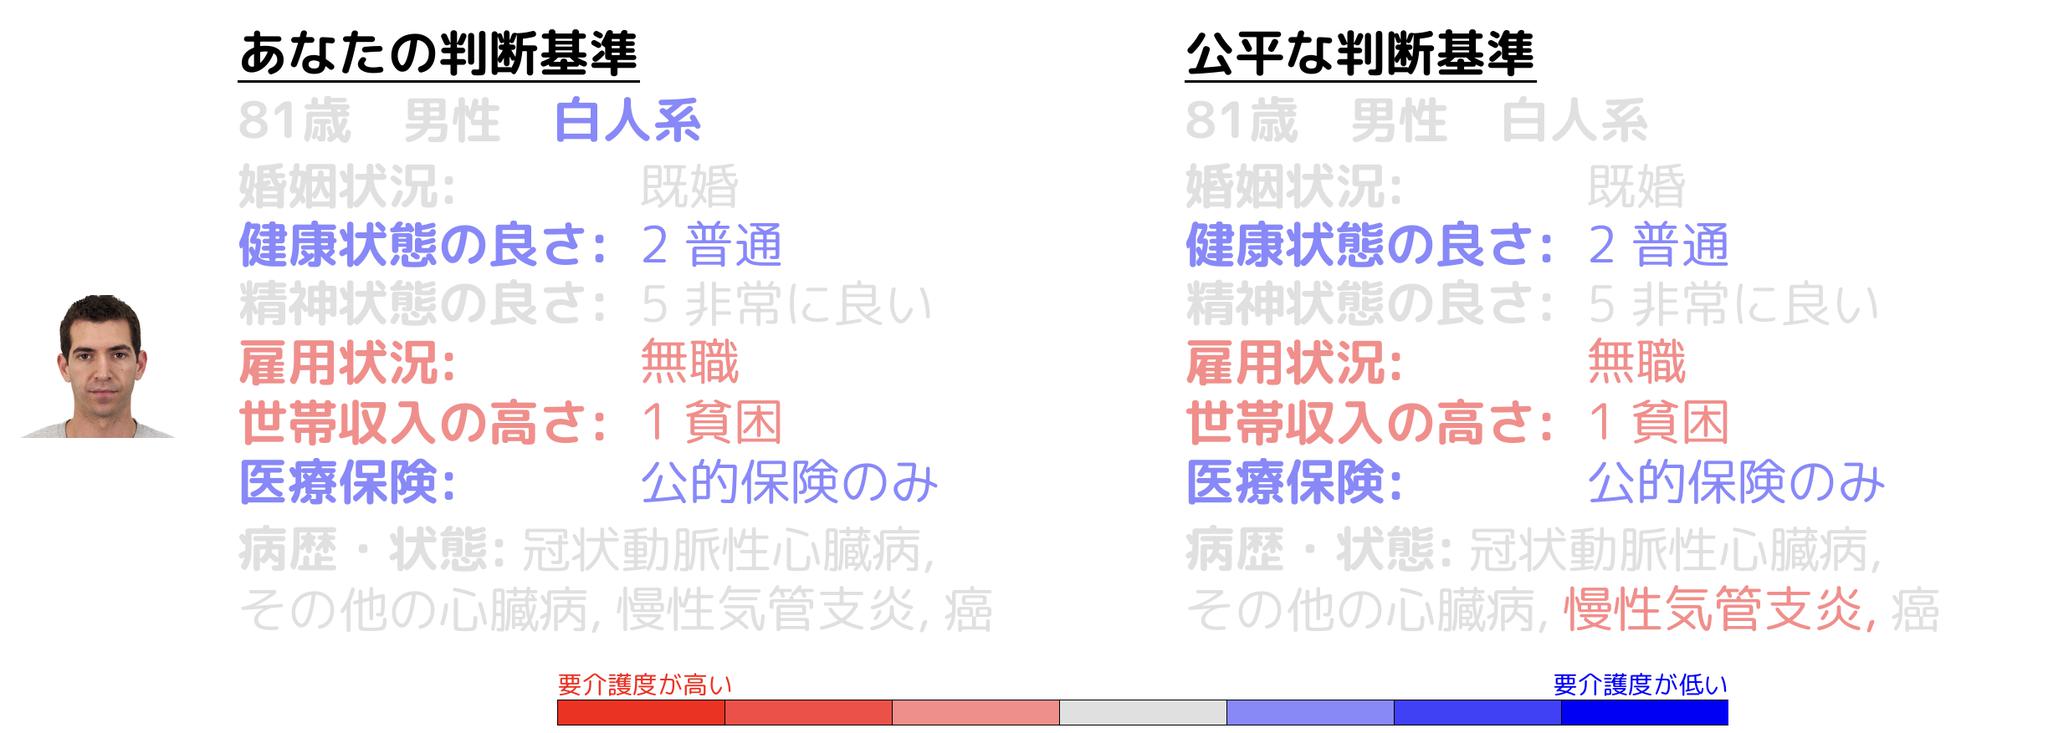 あなたの判断基準
81歳 男性 白人系
婚姻状況: 既婚
健康状態の良さ: 2 普通
精神状態の良さ: 5 非常に良い
雇用状況: 無職
世帯収入の高さ: 1 貧困
医療保険: 公的保険のみ
病歴・状態: 冠状動脈性心臓病,
その他の心臓病, 慢性気管支炎, 癌
公平な判断基準
81歳 男性 白人系
婚姻状況: 既婚
健康状態の良さ: 2 普通
精神状態の良さ: 5 非常に良い
雇用状況: 無職
世帯収入の高さ: 1 貧困
医療保険: 公的保険のみ
病歴・状態: 冠状動脈性心臓病,
その他の心臓病, 慢性気管支炎, 癌
要介護度が高い
要介護度が低い